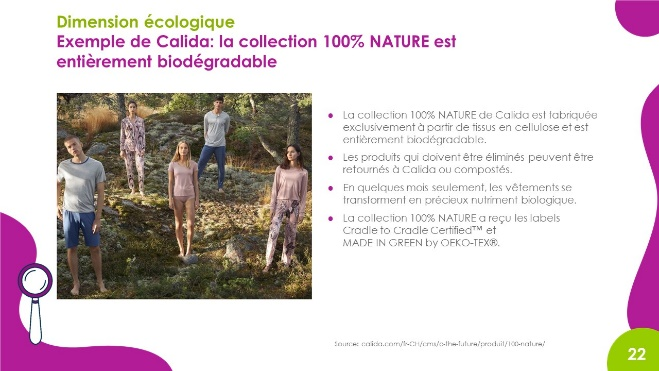 Dimension écologique
Exemple de Calida: la collection 100% NATURE est
entièrement biodégradable
● La collection 100% NATURE de Calida est fabriquée
exclusivement à partir de tissus en cellulose et est
entièrement biodégradable.
● Les produits qui doivent être éliminés peuvent être
retournés à Calida ou compostés.
● En quelques mois seulement, les vêtements se
transforment en précieux nutriment biologique.
● La collection 100% NATURE a reçu les labels
Cradle to Cradle Certified™ et
MADE IN GREEN by OEKO-TEX®.
Source: calida.com/fr-CH/cms/o-the-future/produit/100-nature/
22